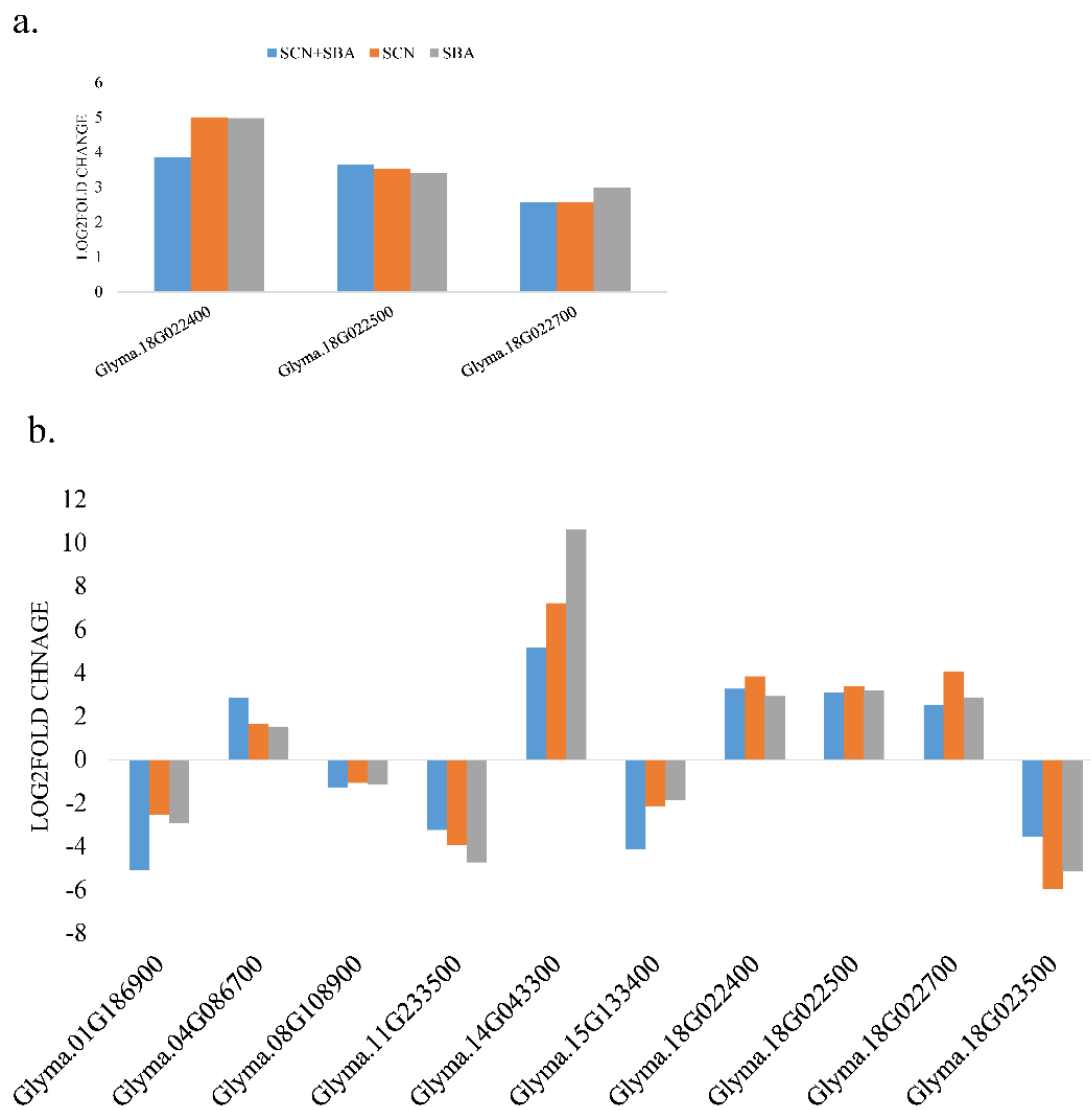 a.
SCN+SBA SCN SBA
LOG2FOLD CHANGE
6
5
4
3
2
1
0
Glyma.18G022400
Glyma.18G022500
Glyma.18G022700
b.
LOG2FOLD CHNAGE
12
10
8
6
4
2
0
-2
-4
-6
-8
Glyma.01G186900
Glyma.04G086700
Glyma.08G108900
Glyma.11G233500
Glyma.14G043300
Glyma.15G133400
Glyma.18G022400
Glyma.18G022500
Glyma.18G022700
Glyma.18G023500